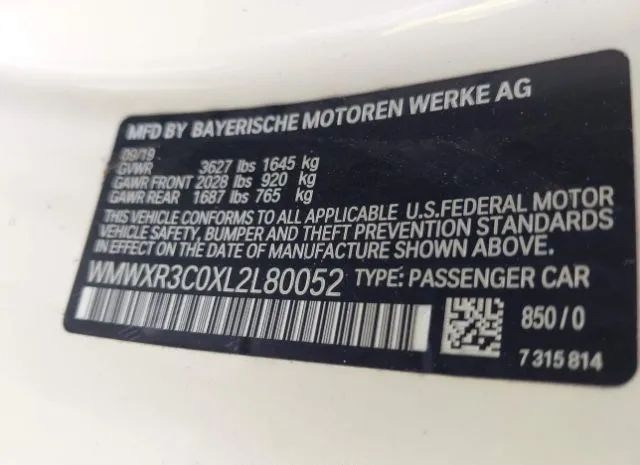 MFD BY BAYERISCHE MOTOREN WERKE AG
09/19
GVWR 3627 lbs 1645 kg
GAWR FRONT 2028 lbs 920 kg
GAWR REAR 1687 lbs 765 kg
THIS VEHICLE CONFORMS TO ALL APPLICABLE U.S.FEDERAL MOTOR
VEHICLE SAFETY, BUMPER AND THEFT PREVENTION STANDARDS
IN EFFECT ON THE DATE OF MANUFACTURE SHOWN ABOVE.
WMWXR3C0XL2L80052 TYPE: PASSENGER CAR
850/0
7 315 814